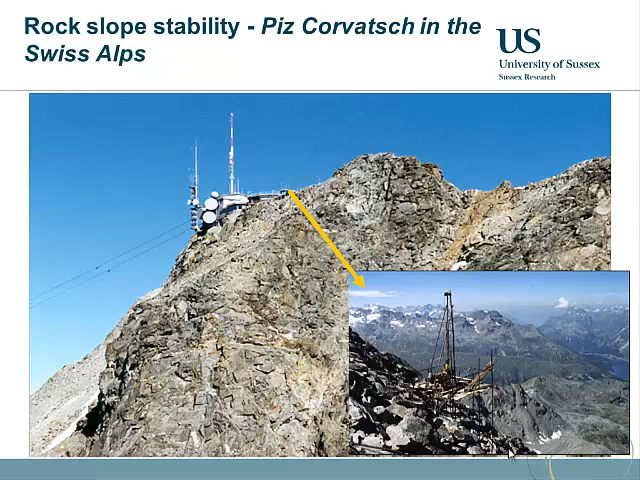 Rock slope stability - Piz Corvatsch in the
Swiss Alps
US
University of Sussex
Sussex Research